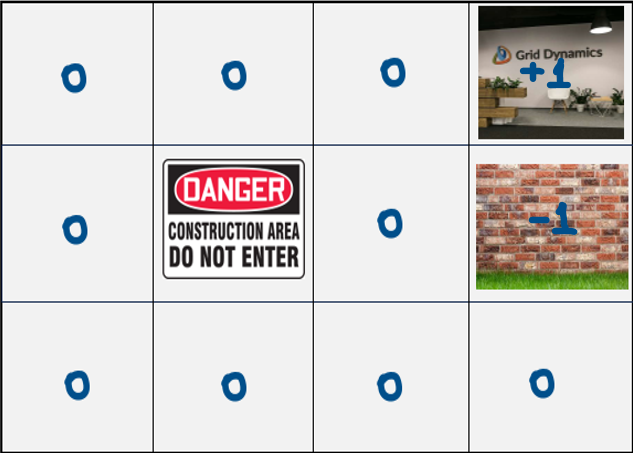 0 0 0 Grid Dynamics
+1
0 DANGER 0 -1
CONSTRUCTION AREA
DO NOT ENTER
0 0 0 0